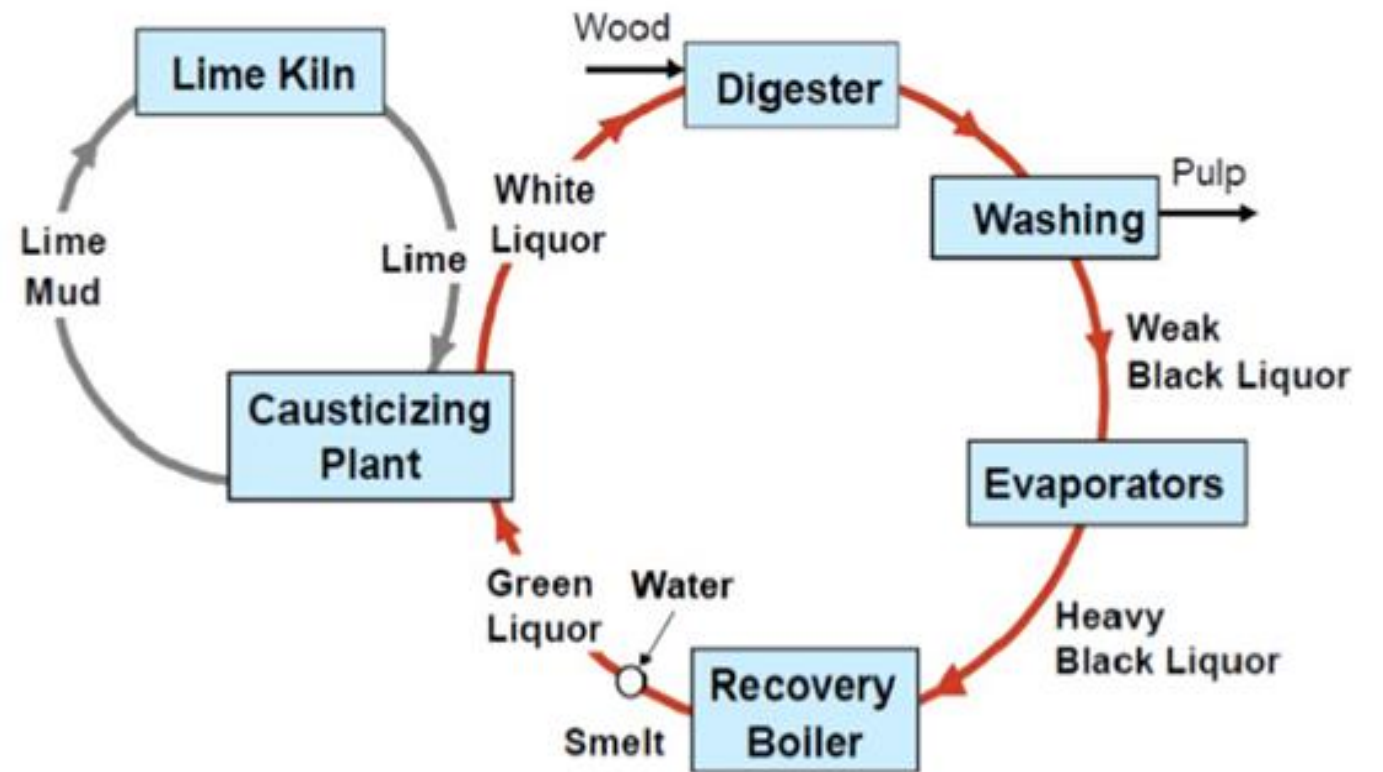 Wood
Lime Kiln
Digester
Pulp
White
Liquor
Washing
Lime
Mud
Lime
Weak
Black Liquor
Causticizing
Plant
Evaporators
Green
Liquor
Water
Heavy
Black Liquor
Recovery
Boiler
Smelt